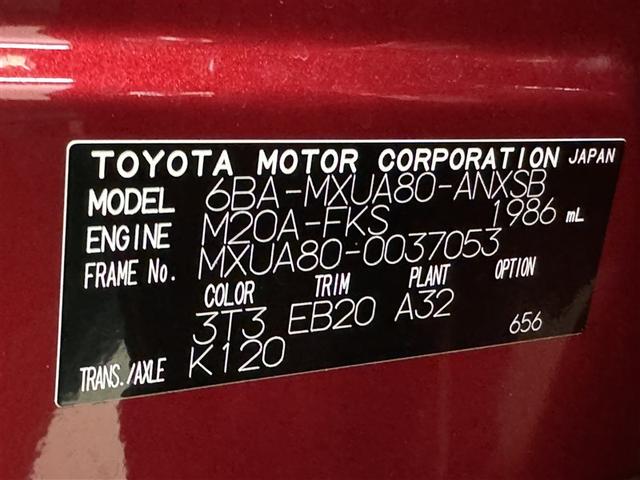 TOYOTA MOTOR CORPORATION JAPAN
MODEL 6BA-MXUA80-ANXSB
ENGINE M20A-FKS 1986 mL
FRAME No. MXUA80-0037053
COLOR TRIM PLANT OPTION
3T3 EB20 A32 656
TRANS./AXLE K120